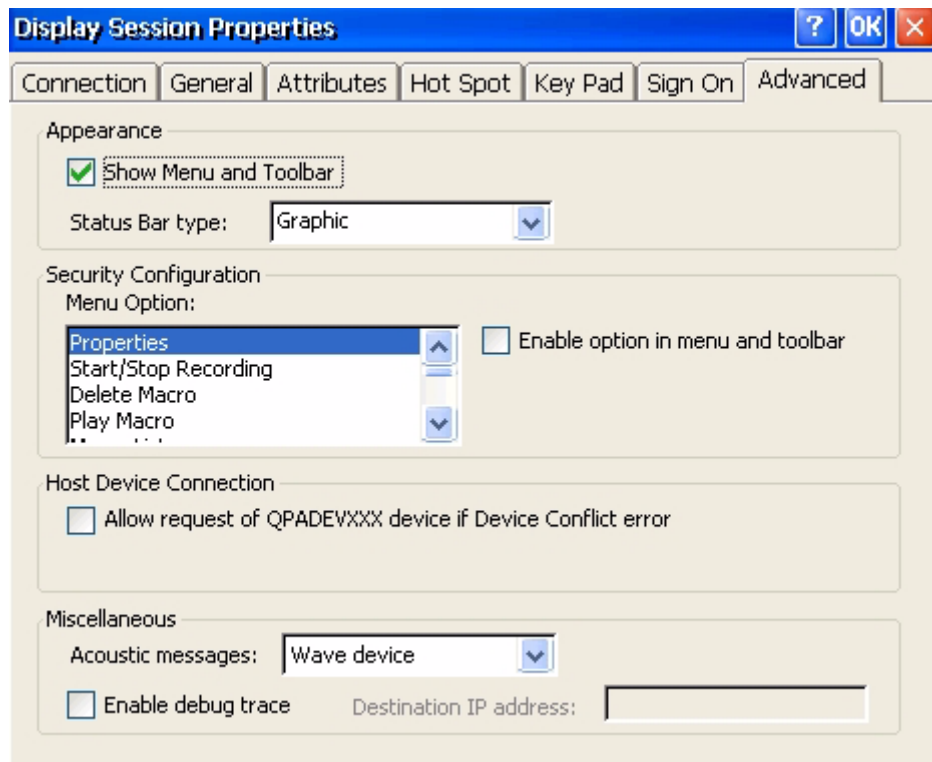 Display Session Properties ? OK
Connection General Attributes Hot Spot Key Pad Sign On Advanced
Appearance
Show Menu and Toolbar
Status Bar type: Graphic
Security Configuration
Menu Option:
Properties
Enable option in menu and toolbar
Start/Stop Recording
Delete Macro
Play Macro
Host Device Connection
Allow request of QPADEVXXX device if Device Conflict error
Miscellaneous
Acoustic messages: Wave device
Enable debug trace Destination IP address: